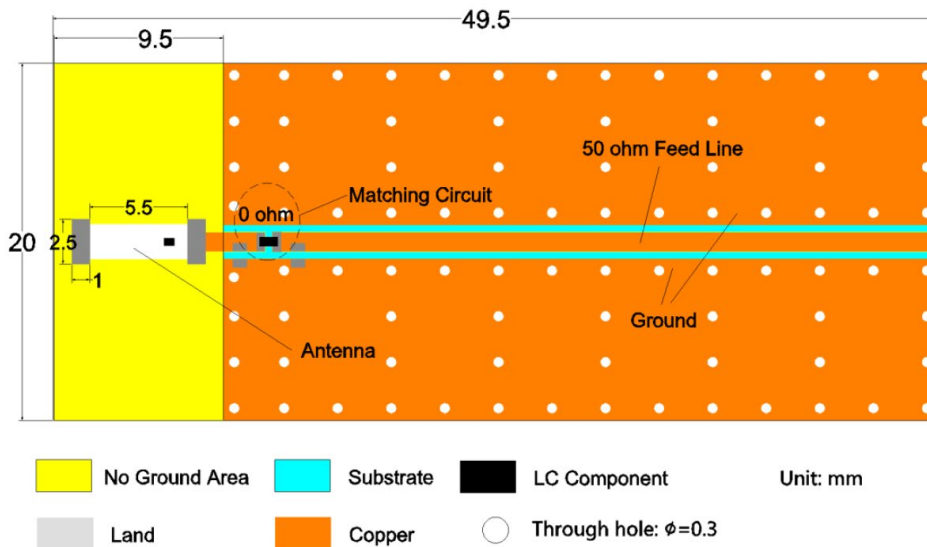 49.5
9.5
50 ohm Feed Line
Matching Circuit
5.5
0 ohm
20
2.5
1
Ground
Antenna
No Ground Area
Substrate
LC Component
Unit: mm
Land
Copper
Through hole: ϕ=0.3